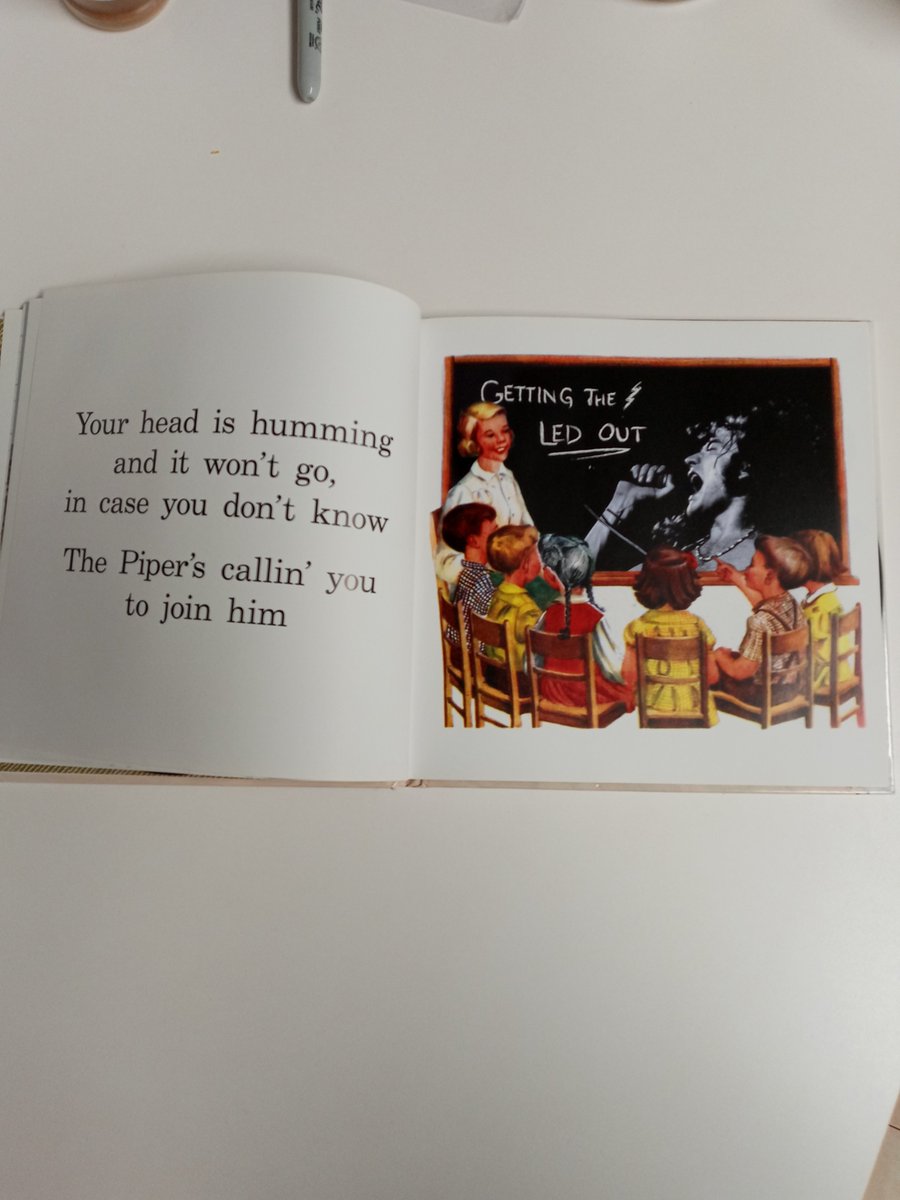 Your head is humming
and it won't go,
in case you don't know
The Piper's callin' you
to join him
GETTING THE
LED OUT